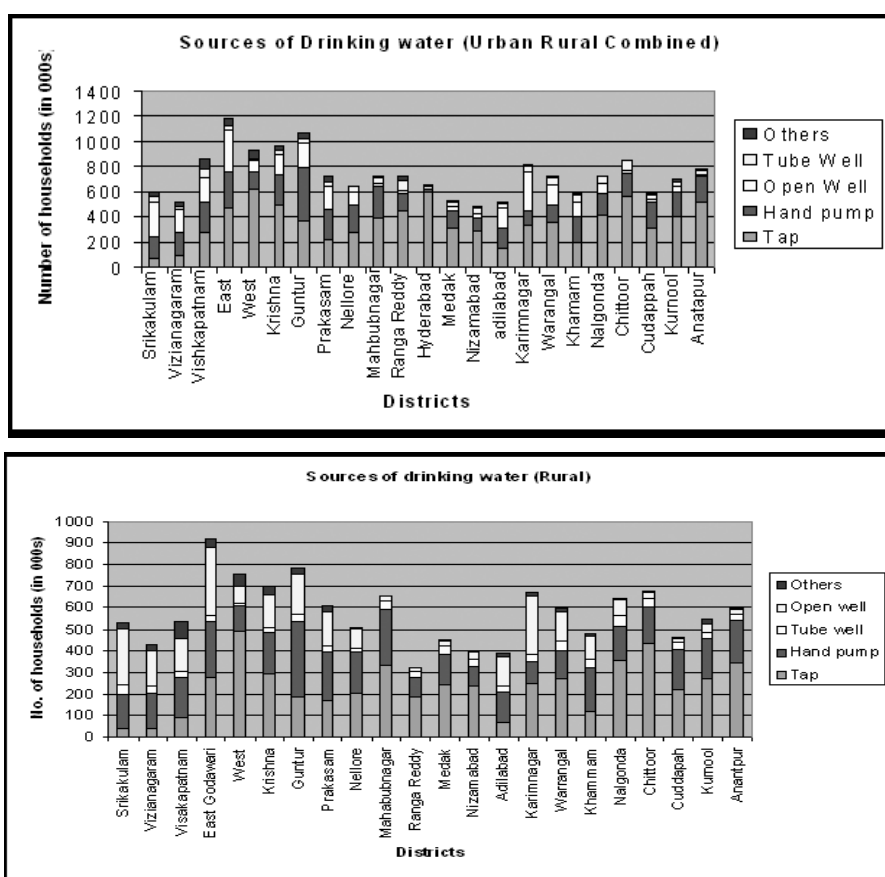 Sources of Drinking water (Urban Rural Combined)
Number of households (in 000s)
1400
1200
1000
800
600
400
200
0
Srikakulam
Vizianagaram
Vishkapatnam
East
West
Krishna
Guntur
Prakasam
Nellore
Mahbubnagar
Ranga Reddy
Hyderabad
Medak
Nizamabad
adilabad
Karimnagar
Warangal
Khamam
Nalgonda
Chittoor
Cudappah
Kurnool
Anatapur
Districts
Others
Tube Well
Open Well
Hand pump
Tap
Sources of drinking water (Rural)
No. of households (in 000s)
1000
900
800
700
600
500
400
300
200
100
0
Srikakulam
Vizianagaram
Visakapatnam
East Godawari
West
Krishna
Guntur
Prakasam
Nellore
Mahabubnagar
Ranga Reddy
Medak
Nizamabad
Adilabad
Karimnagar
Warrangal
Khammam
Nalgonda
Chittoor
Cuddapah
Kurnool
Anantpur
Districts
Others
Open well
Tube well
Hand pump
Tap